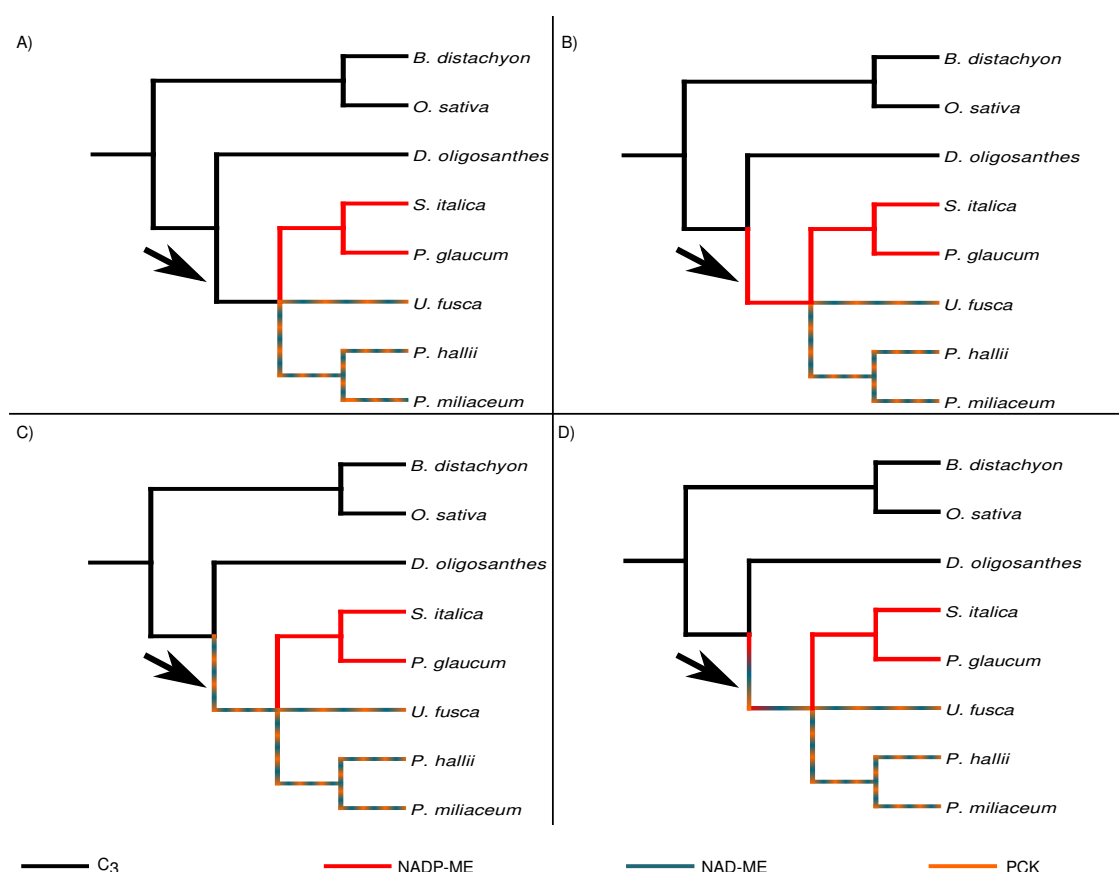 A)
B. distachyon
O. sativa
D. oligosanthes
S. italica
P. glaucum
U. fusca
P. hallii
P. miliaceum
B)
B. distachyon
O. sativa
D. oligosanthes
S. italica
P. glaucum
U. fusca
P. hallii
P. miliaceum
C)
B. distachyon
O. sativa
D. oligosanthes
S. italica
P. glaucum
U. fusca
P. hallii
P. miliaceum
D)
B. distachyon
O. sativa
D. oligosanthes
S. italica
P. glaucum
U. fusca
P. hallii
P. miliaceum
C3 NADP-ME NAD-ME PCK